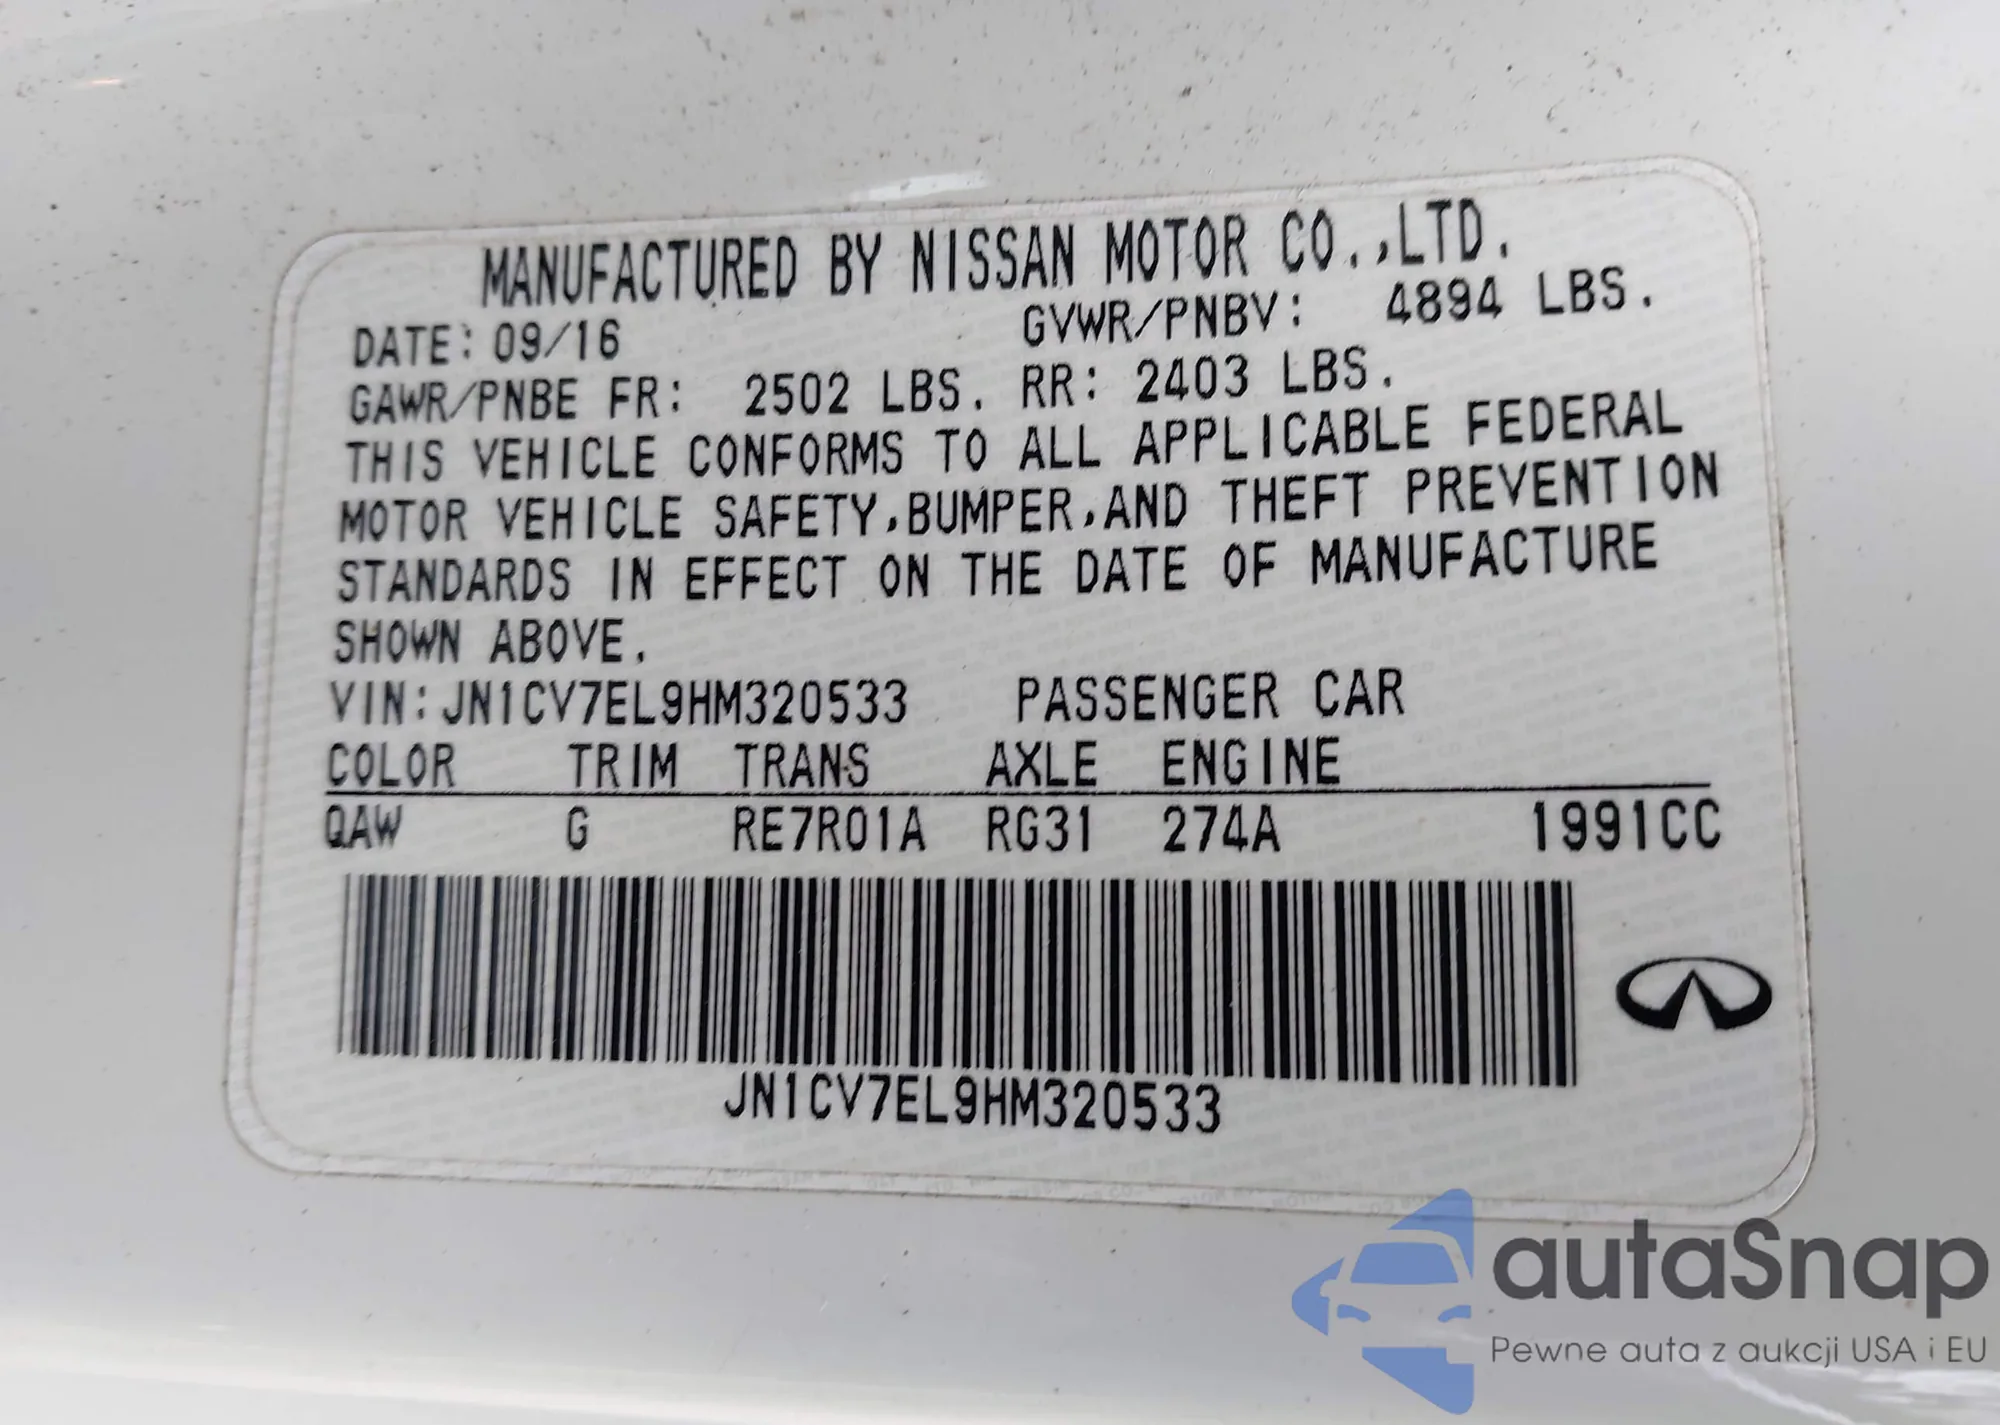 MANUFACTURED BY NISSAN MOTOR CO.,LTD.
DATE: 09/16 GVWR/PNBV: 4894 LBS.
GAWR/PNBE FR: 2502 LBS. RR: 2403 LBS.
THIS VEHICLE CONFORMS TO ALL APPLICABLE FEDERAL
MOTOR VEHICLE SAFETY,BUMPER,AND THEFT PREVENTION
STANDARDS IN EFFECT ON THE DATE OF MANUFACTURE
SHOWN ABOVE.
VIN:JN1CV7EL9HM320533 PASSENGER CAR
COLOR TRIM TRANS AXLE ENGINE
QAW G RE7R01A RG31 274A 1991CC
JN1CV7EL9HM320533
autaSnap
Pewne auta z aukcji USA i EU